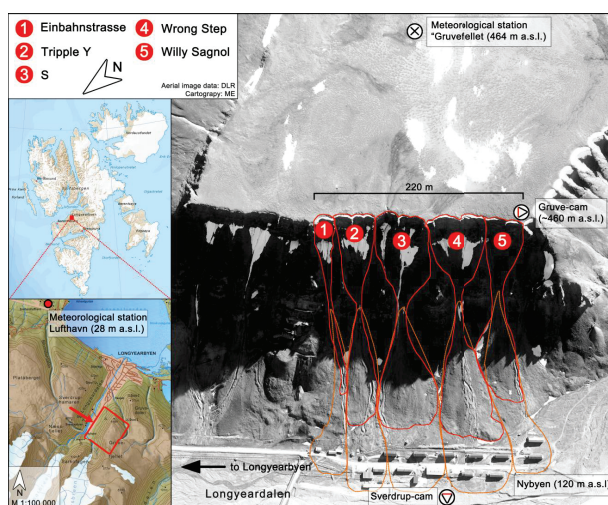 1 Einbahnstrasse
2 Tripple Y
3 S
4 Wrong Step
5 Willy Sagnol
N
Aerial image data: DLR
Cartograpy: ME
Meteorological station
"Gruvefellet (464 m a.s.l.)
220 m
Gruve-cam
(~460 m a.s.l.)
1
2
3
4
5
Meteorological station
Lufthavn (28 m a.s.l.)
LONGYEARBYEN
N
M 1:100.000
to Longyearbyen
Longyeardalen
Sverdrup-cam
Nybyen (120 m a.s.l)